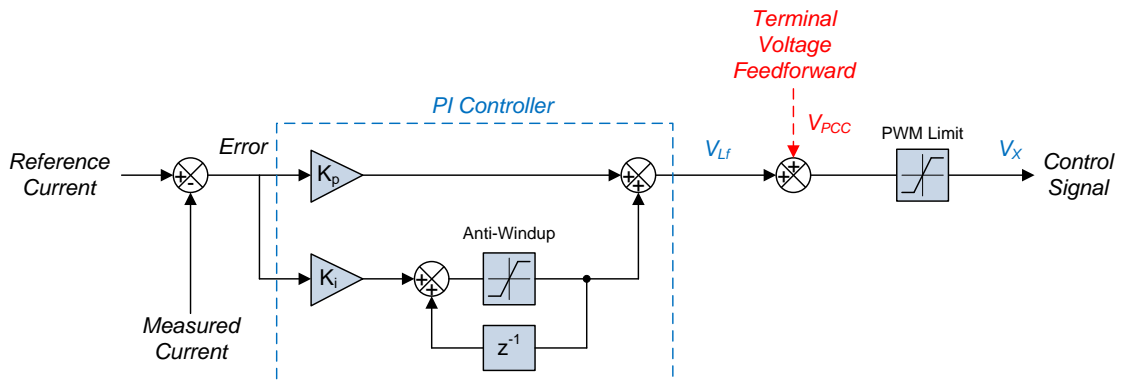 Terminal
Voltage
Feedforward
PI Controller
V_PCC
PWM Limit
Error
V_Lf
V_X
Reference
Current
+
-
K_p
+
+
+
+
Control
Signal
Anti-Windup
K_i
+
+
z^-1
Measured
Current